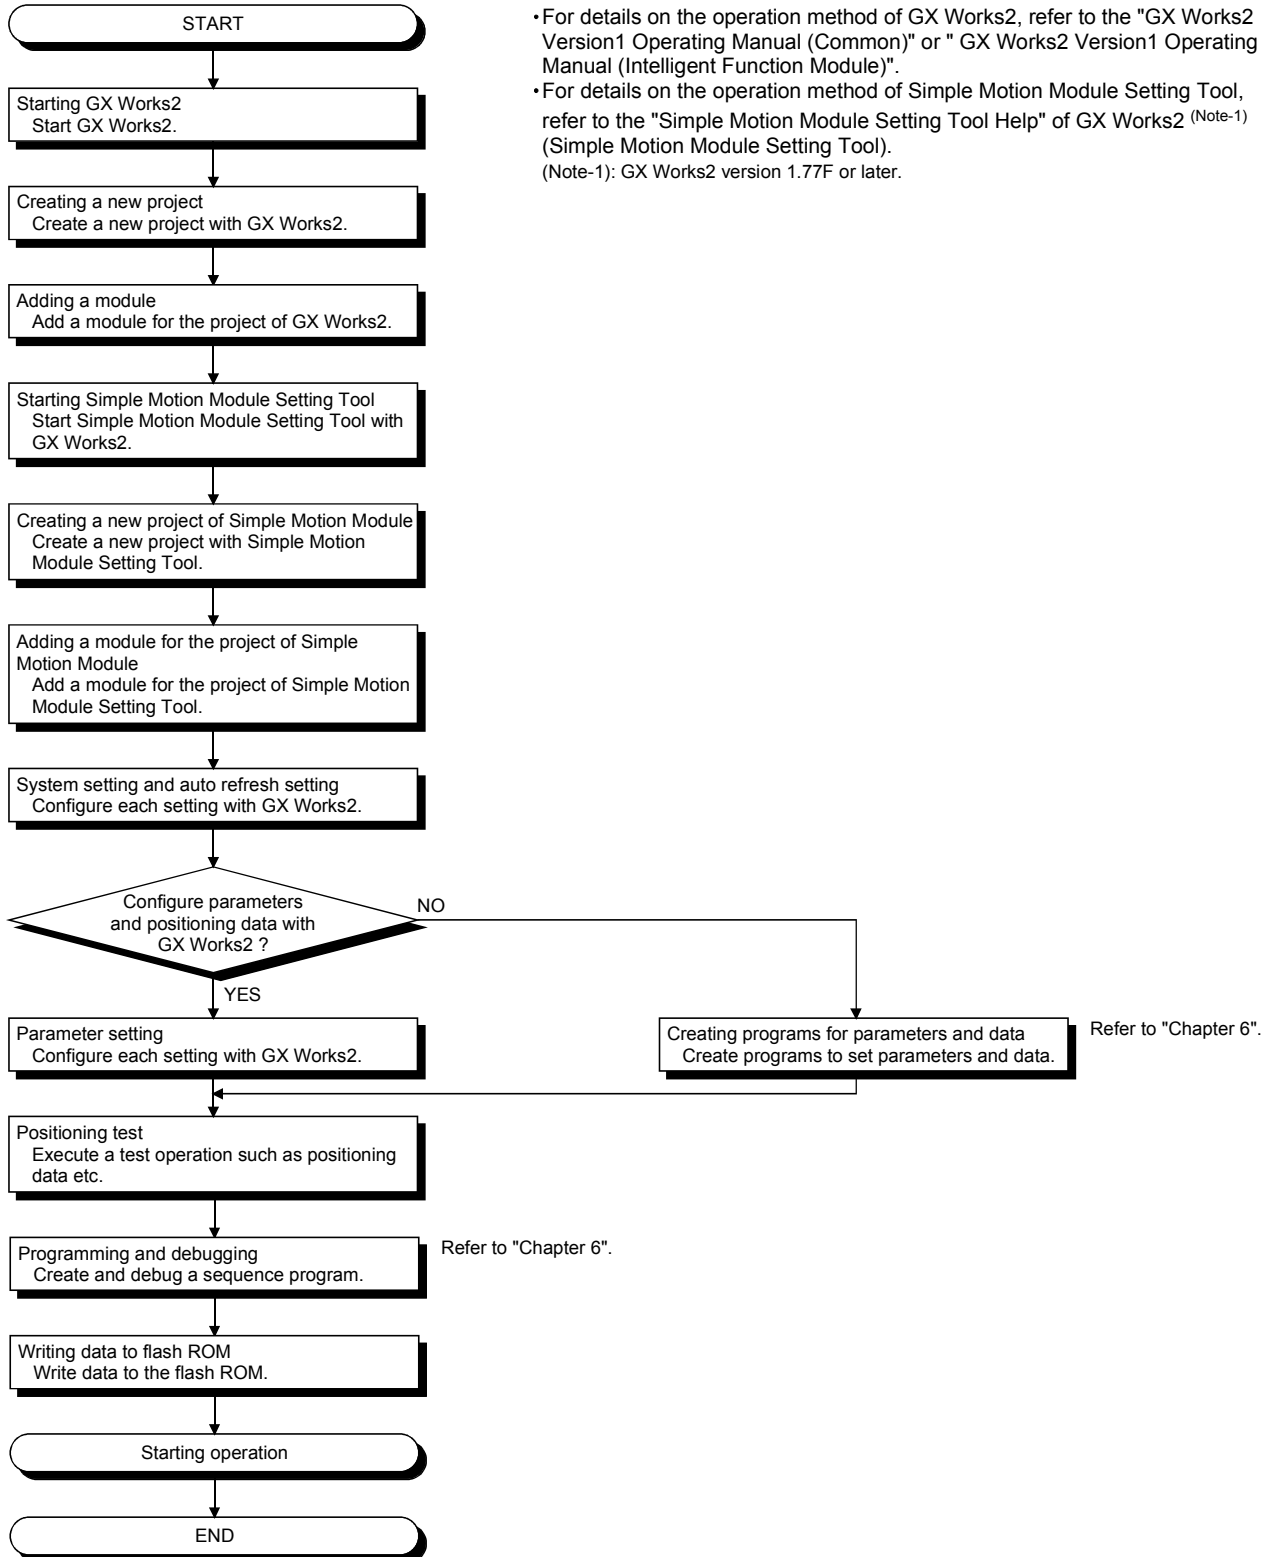 START
・For details on the operation method of GX Works2, refer to the "GX Works2
Version1 Operating Manual (Common)" or " GX Works2 Version1 Operating
Manual (Intelligent Function Module)".
・For details on the operation method of Simple Motion Module Setting Tool,
refer to the "Simple Motion Module Setting Tool Help" of GX Works2 (Note-1)
(Simple Motion Module Setting Tool).
(Note-1): GX Works2 version 1.77F or later.
Starting GX Works2
Start GX Works2.
Creating a new project
Create a new project with GX Works2.
Adding a module
Add a module for the project of GX Works2.
Starting Simple Motion Module Setting Tool
Start Simple Motion Module Setting Tool with
GX Works2.
Creating a new project of Simple Motion Module
Create a new project with Simple Motion
Module Setting Tool.
Adding a module for the project of Simple
Motion Module
Add a module for the project of Simple Motion
Module Setting Tool.
System setting and auto refresh setting
Configure each setting with GX Works2.
Configure parameters
and positioning data with
GX Works2 ?
NO
YES
Parameter setting
Configure each setting with GX Works2.
Creating programs for parameters and data
Create programs to set parameters and data.
Refer to "Chapter 6".
Positioning test
Execute a test operation such as positioning
data etc.
Programming and debugging
Create and debug a sequence program.
Refer to "Chapter 6".
Writing data to flash ROM
Write data to the flash ROM.
Starting operation
END